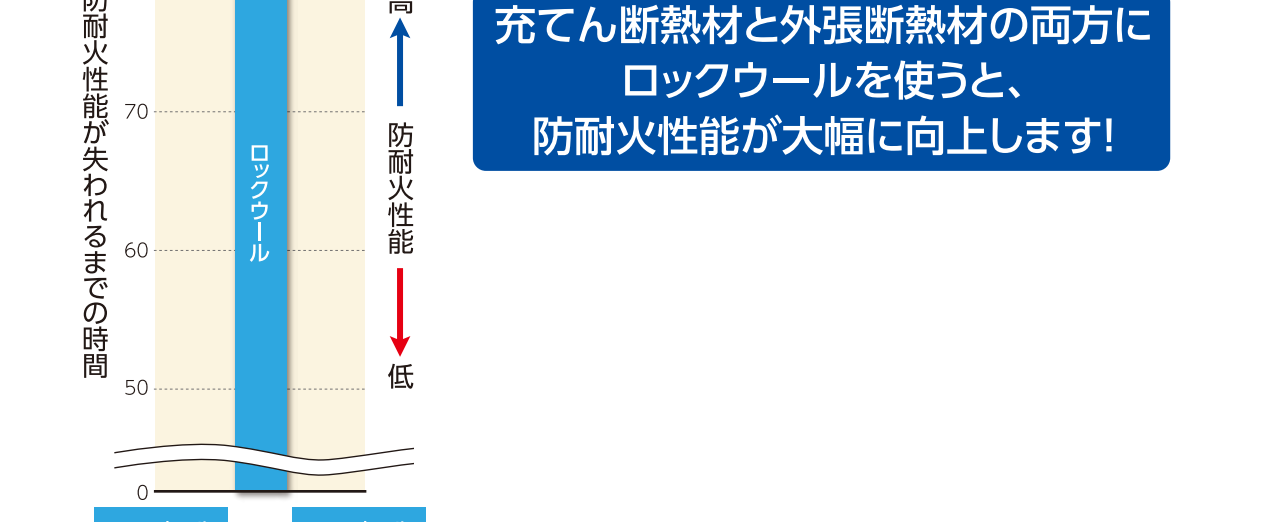 防耐火性能が失われるまでの時間
70
60
50
0
ロックウール
高
防耐火性能
低
充てん断熱材と外張断熱材の両方に
ロックウールを使うと、
防耐火性能が大幅に向上します！